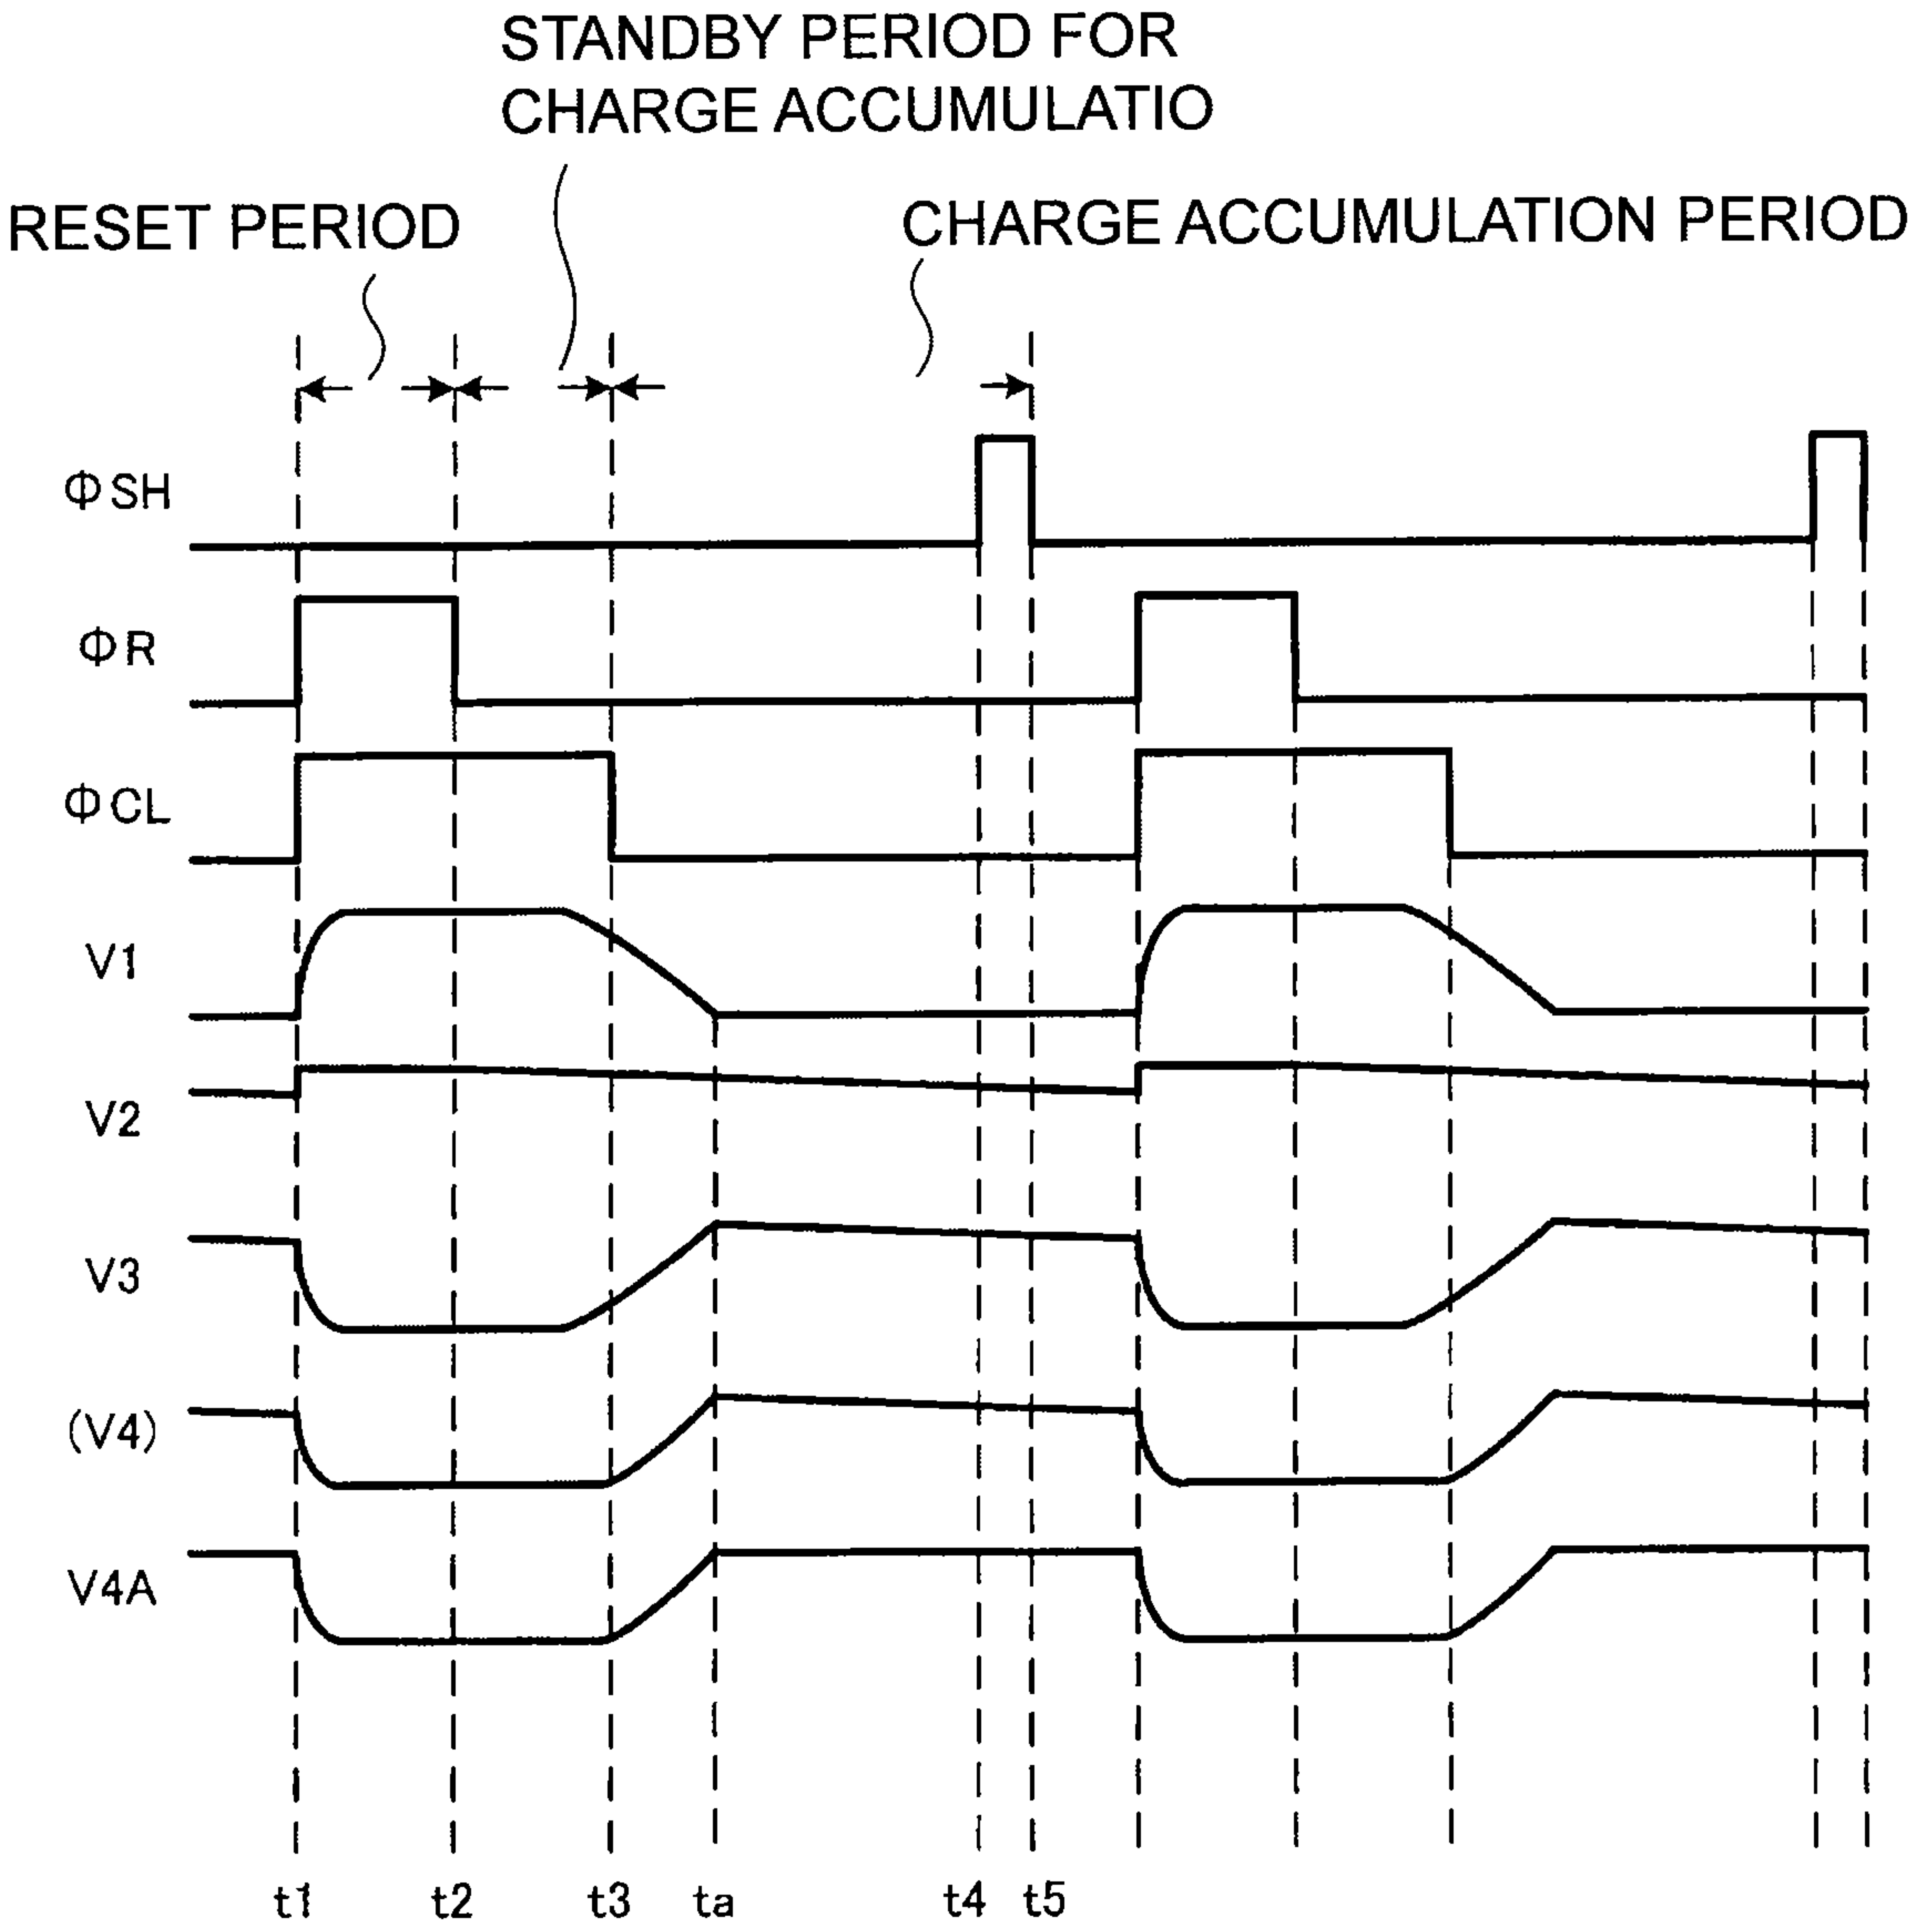 STANDBY PERIOD FOR
CHARGE ACCUMULATIO
RESET PERIOD
CHARGE ACCUMULATION PERIOD
ΦSH
ΦR
ΦCL
V1
V2
V3
(V4)
V4A
t1 t2 t3 ta t4 t5